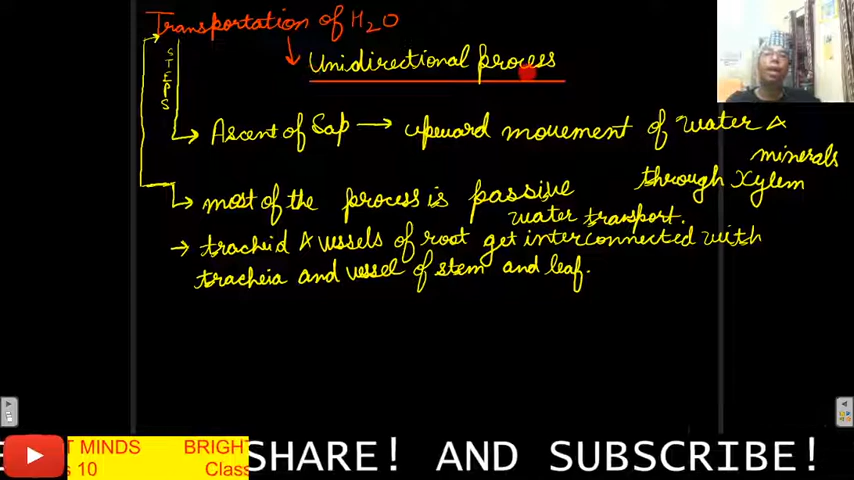 Transportation of H2O
Unidirectional process
STEPS
Ascent of Sap → upward movement of water &
minerals
through Xylem
most of the process is passive
water transport.
→ tracheid & vessels of root get interconnected with
tracheia and vessel of stem and leaf.
T MINDS BRIGHT
s 10 Class
SHARE! AND SUBSCRIBE!